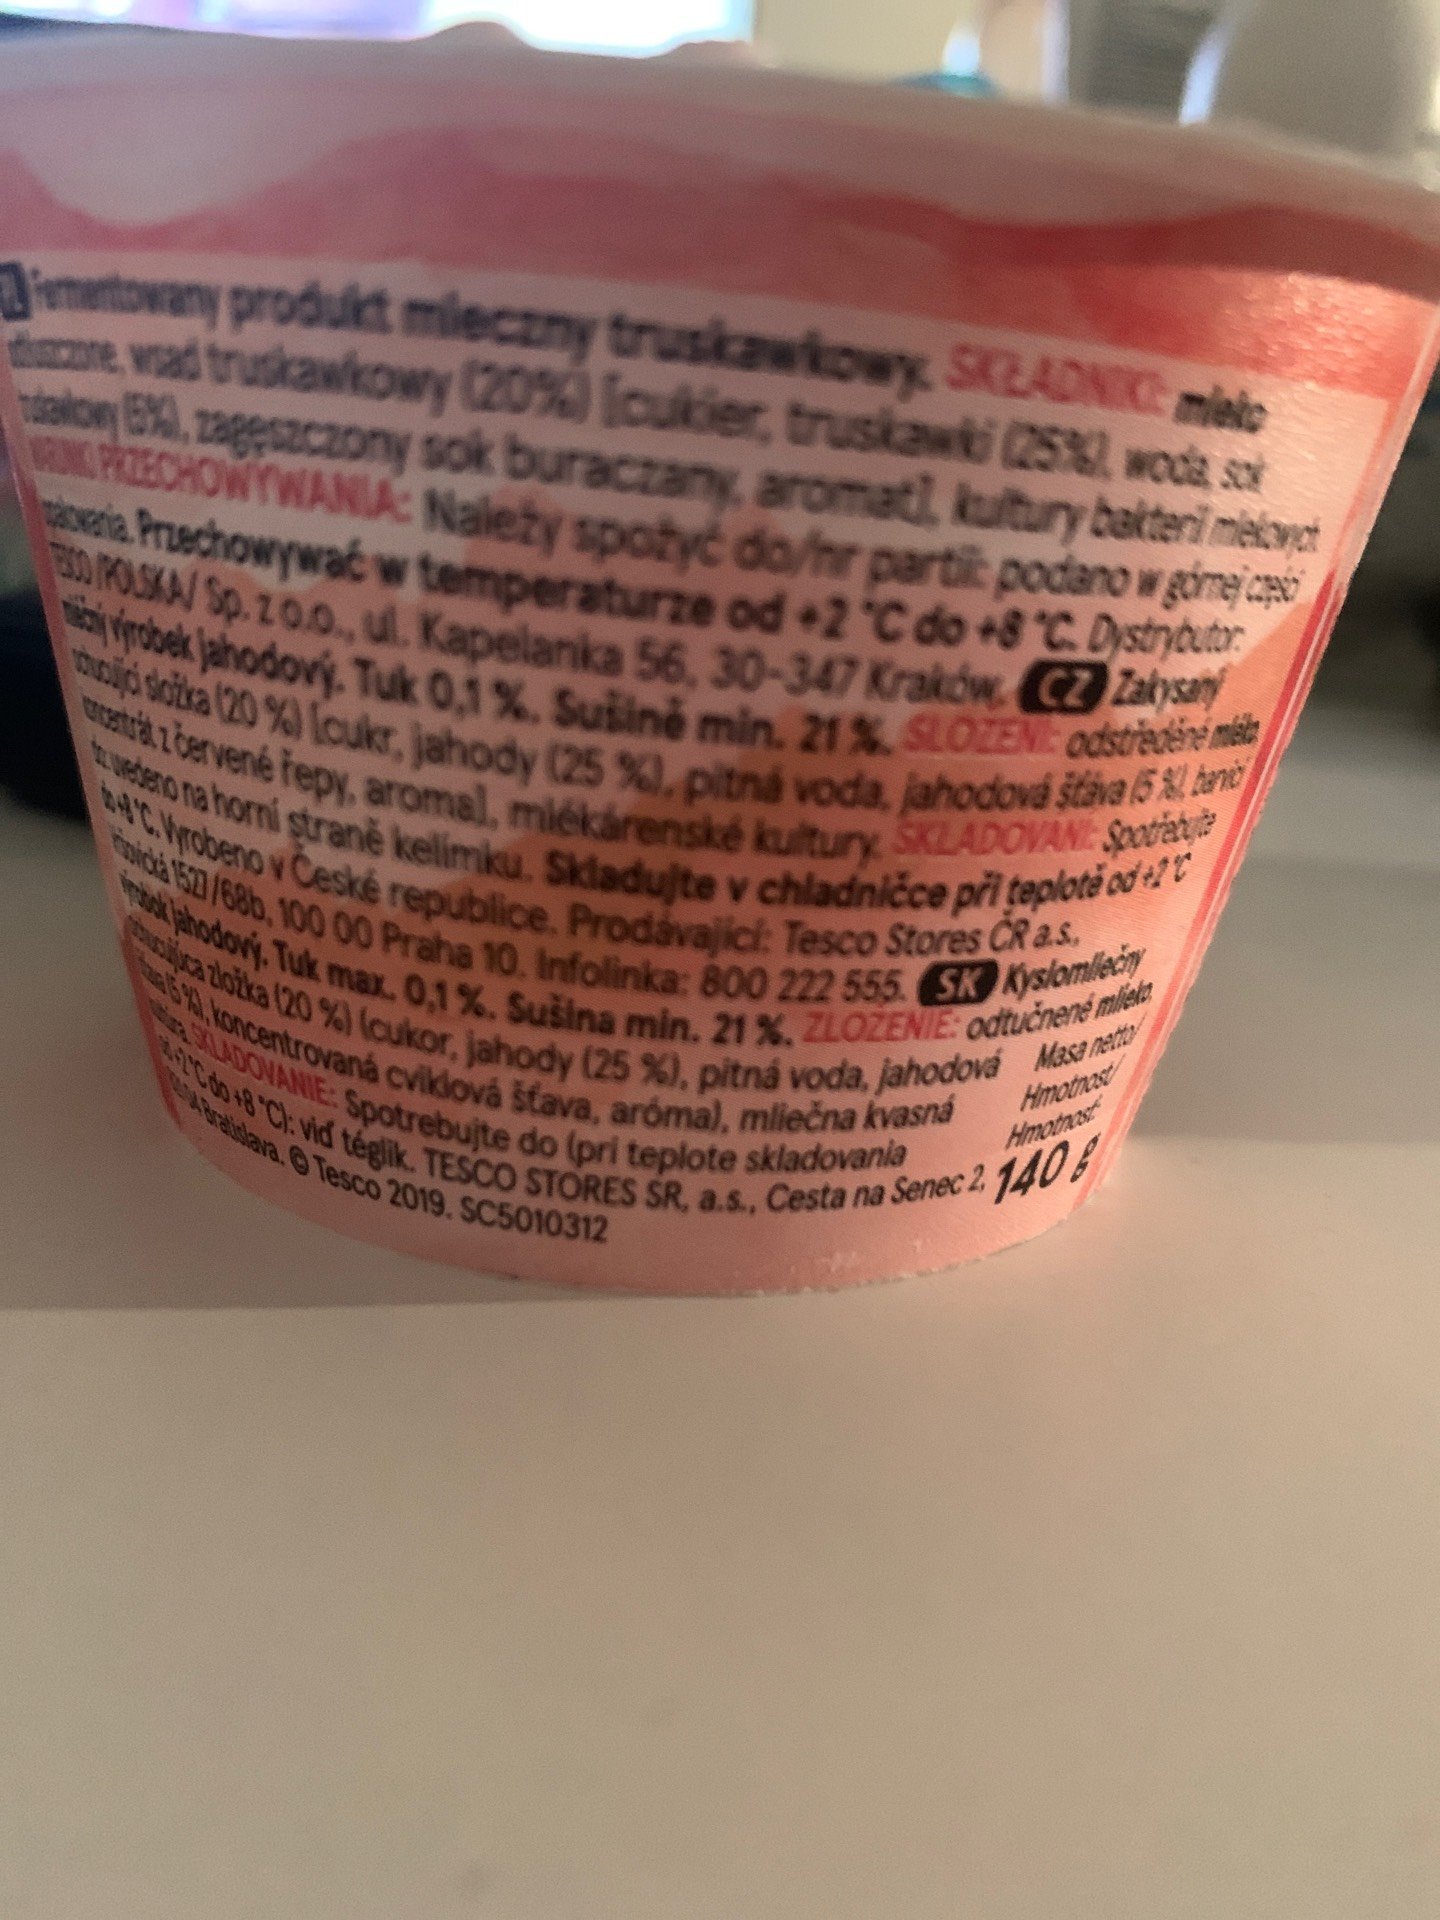 Fermentowany produkt mleczny truskawkowy. SKŁADNIKI: mleko
wsad truskawkowy (20%) [cukier, truskawki (25%), woda, sok
(5%), zagęszczony sok buraczany, aromat], kultury bakterii mlekowych.
WARUNKI PRZECHOWYWANIA: Należy spożyć do/nr partii: podano w górnej części
opakowania. Przechowywać w temperaturze od +2 °C do +8 °C. Dystrybutor:
TESCO /POLSKA/ Sp. z o.o., ul. Kapelanka 56, 30-347 Kraków. CZ Zakysaný
mléčný výrobek jahodový. Tuk 0,1 %. Sušině min. 21 %. SLOŽENÍ: odstředěné mléko,
ochucující složka (20 %) [cukr, jahody (25 %), pitná voda, jahodová šťáva (5 %), barvící
koncentrát z červené řepy, aroma], mlékárenské kultury. SKLADOVÁNÍ: Spotřebujte
do: uvedeno na horní straně kelímku. Skladujte v chladničce při teplotě od +2 °C
do +8 °C. Vyrobeno v České republice. Prodávající: Tesco Stores ČR a.s.,
Vršovická 1527/68b, 100 00 Praha 10. Infolinka: 800 222 555. SK Kyslomliečny
výrobok jahodový. Tuk max. 0,1 %. Sušina min. 21 %. ZLOŽENIE: odtučnené mlieko,
ochucujúca zložka (20 %) (cukor, jahody (25 %), pitná voda, jahodová
šťava (5 %), koncentrovaná cviklová šťava, aróma), mliečna kvasná
kultúra. SKLADOVANIE: Spotrebujte do (pri teplote skladovania
od +2 °C do +8 °C): viď téglik. TESCO STORES SR, a.s., Cesta na Senec 2,
Bratislava. © Tesco 2019. SC5010312
Masa netto/
Hmotnost/
Hmotnosť:
140 g